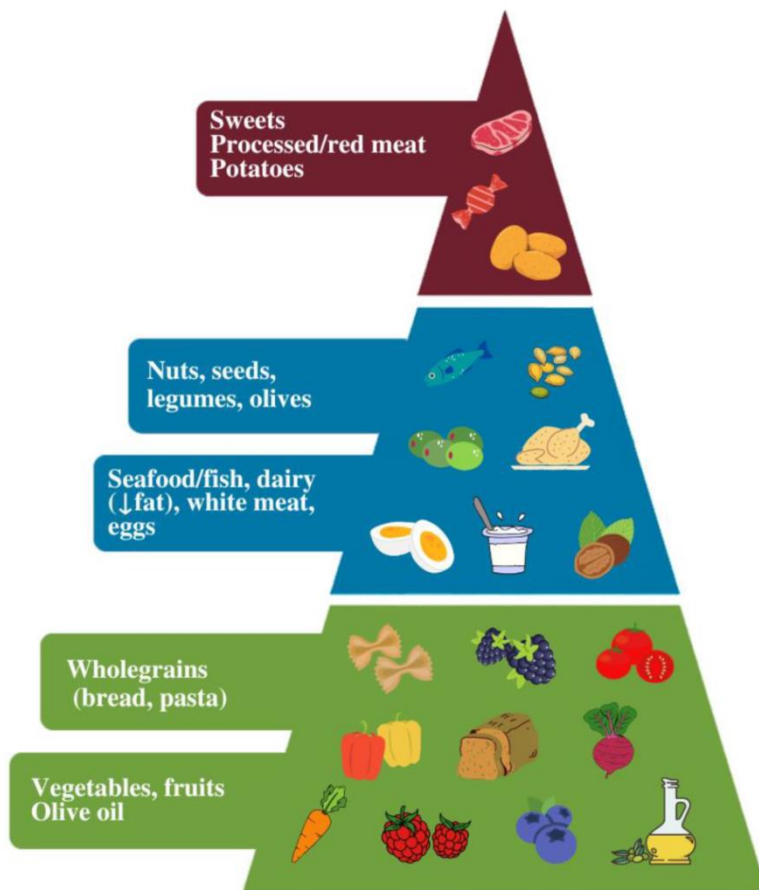 Sweets
Processed/red meat
Potatoes
Nuts, seeds,
legumes, olives
Seafood/fish, dairy
(↓fat), white meat,
eggs
Wholegrains
(bread, pasta)
Vegetables, fruits
Olive oil